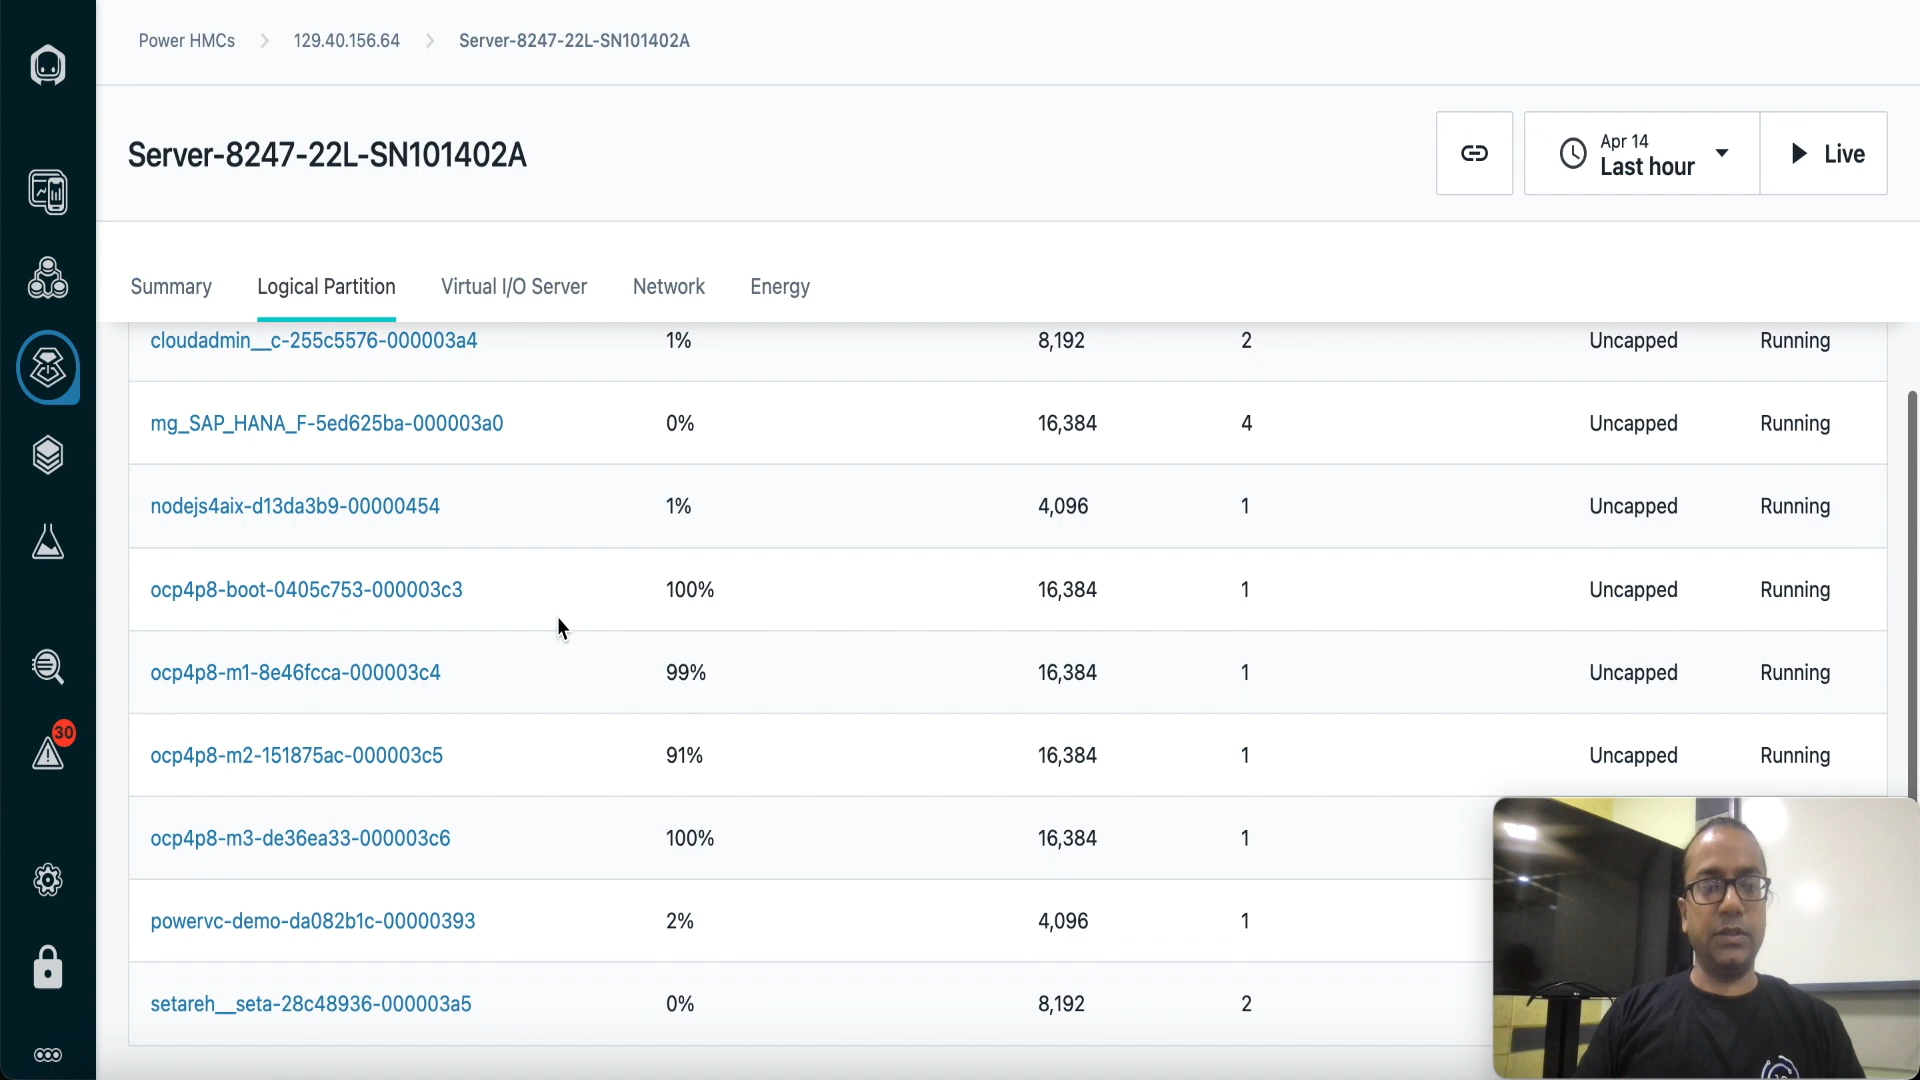 Power HMCs 129.40.156.64 Server-8247-22L-SN101402A
Server-8247-22L-SN101402A
Apr 14
Last hour
Live
Summary Logical Partition Virtual I/O Server Network Energy
cloudadmin__c-255c5576-000003a4 1% 8,192 2 Uncapped Running
mg_SAP_HANA_F-5ed625ba-000003a0 0% 16,384 4 Uncapped Running
nodejs4aix-d13da3b9-00000454 1% 4,096 1 Uncapped Running
ocp4p8-boot-0405c753-000003c3 100% 16,384 1 Uncapped Running
ocp4p8-m1-8e46fcca-000003c4 99% 16,384 1 Uncapped Running
30
ocp4p8-m2-151875ac-000003c5 91% 16,384 1 Uncapped Running
ocp4p8-m3-de36ea33-000003c6 100% 16,384 1
powervc-demo-da082b1c-00000393 2% 4,096 1
setareh__seta-28c48936-000003a5 0% 8,192 2